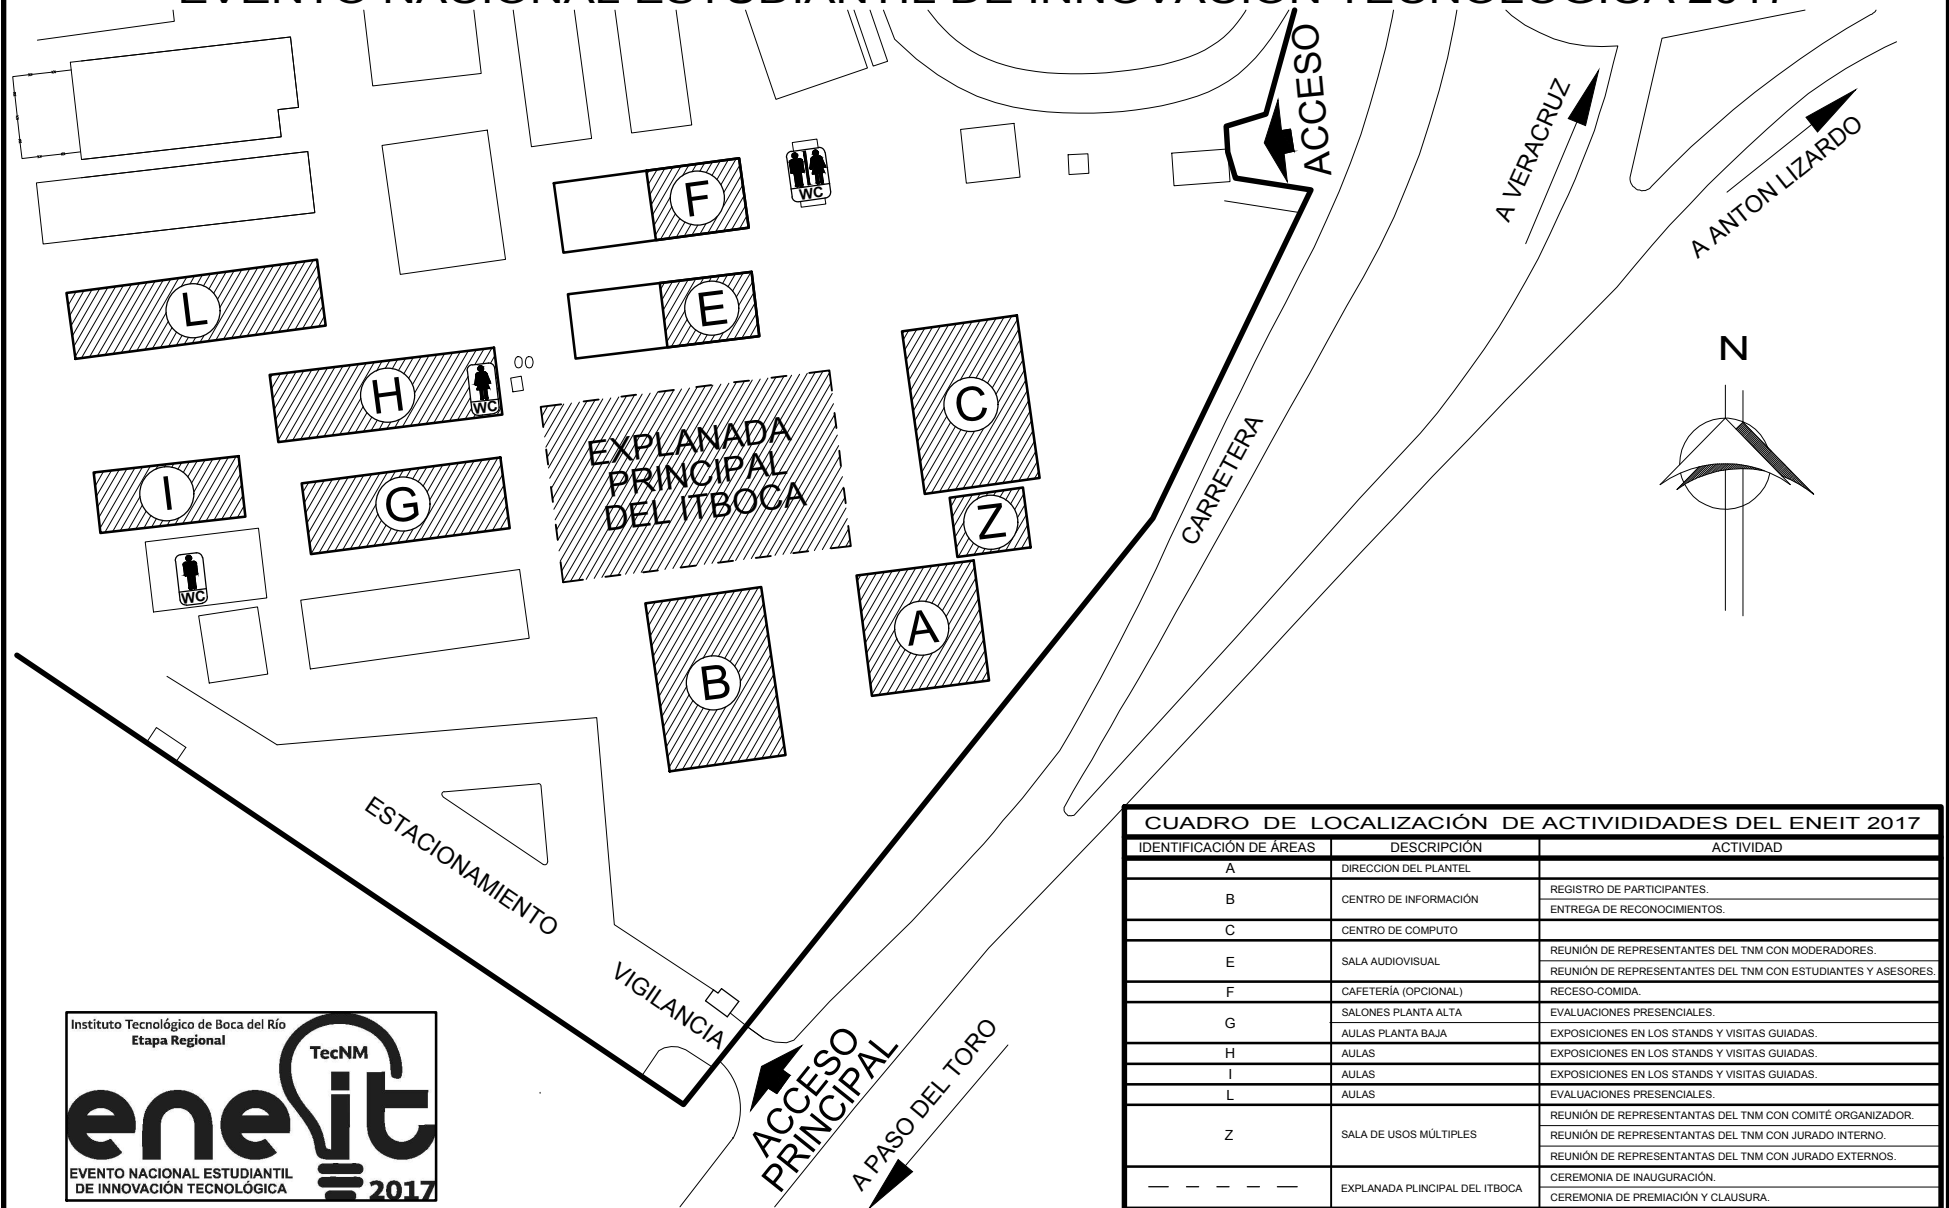 EVENTO NACIONAL ESTUDIANTIL DE INNOVACIÓN TECNOLÓGICA 2017
ACCESO
A VERACRUZ
A ANTON LIZARDO
F
WC
L
E
N
H
WC
C
EXPLANADA
PRINCIPAL
DEL ITBOCA
CARRETERA
I
G
Z
WC
A
B
ESTACIONAMIENTO
VIGILANCIA
ACCESO
PRINCIPAL
A PASO DEL TORO
Instituto Tecnológico de Boca del Río
Etapa Regional
TecNM
eneit
EVENTO NACIONAL ESTUDIANTIL
DE INNOVACIÓN TECNOLÓGICA
2017
CUADRO DE LOCALIZACIÓN DE ACTIVIDIDADES DEL ENEIT 2017
IDENTIFICACIÓN DE ÁREAS DESCRIPCIÓN ACTIVIDAD
A DIRECCION DEL PLANTEL
B CENTRO DE INFORMACIÓN REGISTRO DE PARTICIPANTES.
ENTREGA DE RECONOCIMIENTOS.
C CENTRO DE COMPUTO
E SALA AUDIOVISUAL REUNIÓN DE REPRESENTANTES DEL TNM CON MODERADORES.
REUNIÓN DE REPRESENTANTES DEL TNM CON ESTUDIANTES Y ASESORES.
F CAFETERÍA (OPCIONAL) RECESO-COMIDA.
G SALONES PLANTA ALTA EVALUACIONES PRESENCIALES.
AULAS PLANTA BAJA EXPOSICIONES EN LOS STANDS Y VISITAS GUIADAS.
H AULAS EXPOSICIONES EN LOS STANDS Y VISITAS GUIADAS.
I AULAS EXPOSICIONES EN LOS STANDS Y VISITAS GUIADAS.
L AULAS EVALUACIONES PRESENCIALES.
Z SALA DE USOS MÚLTIPLES REUNIÓN DE REPRESENTANTAS DEL TNM CON COMITÉ ORGANIZADOR.
REUNIÓN DE REPRESENTANTAS DEL TNM CON JURADO INTERNO.
REUNIÓN DE REPRESENTANTAS DEL TNM CON JURADO EXTERNOS.
EXPLANADA PLINCIPAL DEL ITBOCA CEREMONIA DE INAUGURACIÓN.
CEREMONIA DE PREMIACIÓN Y CLAUSURA.